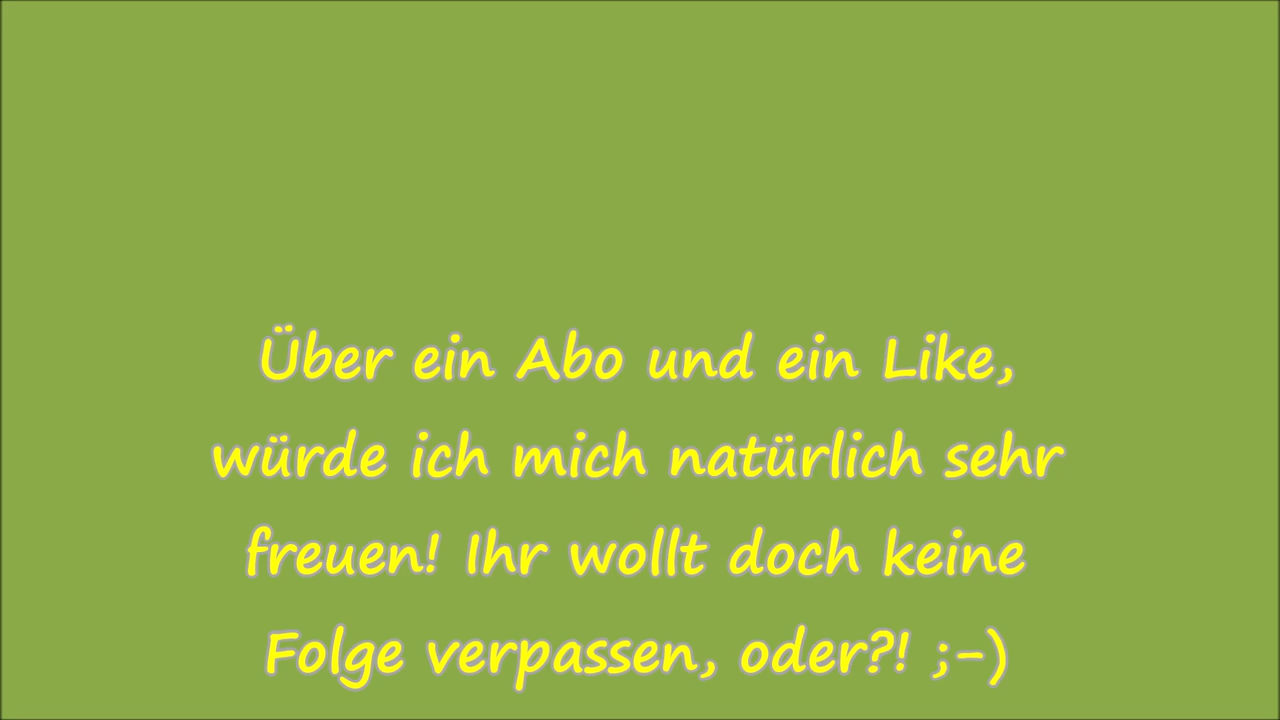 Über ein Abo und ein Like,
würde ich mich natürlich sehr
freuen! Ihr wollt doch keine
Folge verpassen, oder?! ;-)